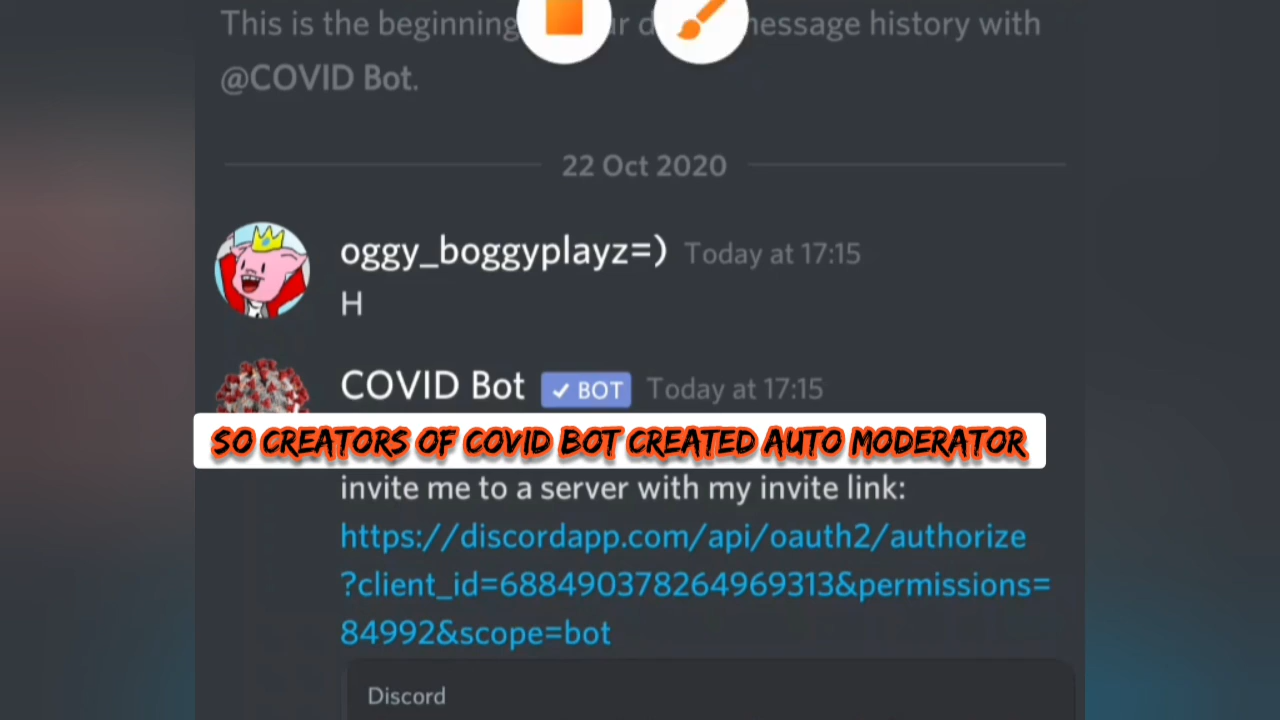 This is the beginning r d essage history with
@COVID Bot.
22 Oct 2020
oggy_boggyplayz=) Today at 17:15
H
COVID Bot ✓ BOT Today at 17:15
SO CREATORS OF COVID BOT CREATED AUTO MODERATOR
invite me to a server with my invite link:
https://discordapp.com/api/oauth2/authorize
?client_id=688490378264969313&permissions=
84992&scope=bot
Discord